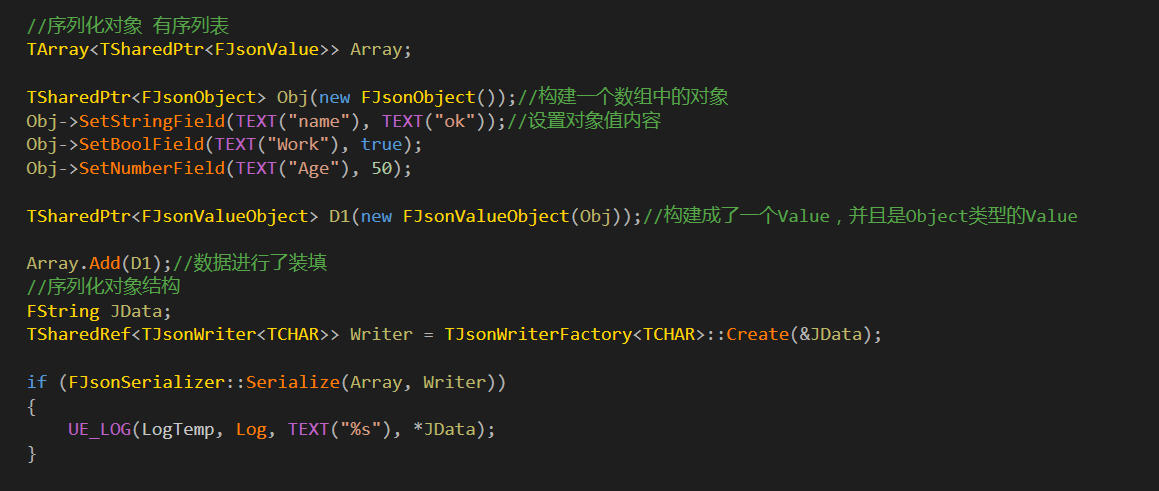 //序列化对象 有序列表
TArray<TSharedPtr<FJsonValue>> Array;
TSharedPtr<FJsonObject> Obj(new FJsonObject());//构建一个数组中的对象
Obj->SetStringField(TEXT("name"), TEXT("ok"));//设置对象值内容
Obj->SetBoolField(TEXT("Work"), true);
Obj->SetNumberField(TEXT("Age"), 50);
TSharedPtr<FJsonValueObject> D1(new FJsonValueObject(Obj));//构建成了一个Value，并且是Object类型的Value
Array.Add(D1);//数据进行了装填
//序列化对象结构
FString JData;
TSharedRef<TJsonWriter<TCHAR>> Writer = TJsonWriterFactory<TCHAR>::Create(&JData);
if (FJsonSerializer::Serialize(Array, Writer))
{
    UE_LOG(LogTemp, Log, TEXT("%s"), *JData);
}